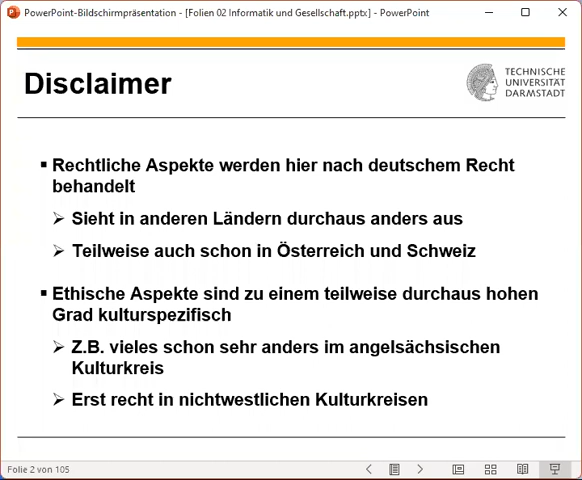 PowerPoint-Bildschirmpräsentation - [Folien 02 Informatik und Gesellschaft.pptx] - PowerPoint
Disclaimer
TECHNISCHE
UNIVERSITÄT
DARMSTADT
▪ Rechtliche Aspekte werden hier nach deutschem Recht
behandelt
➢ Sieht in anderen Ländern durchaus anders aus
➢ Teilweise auch schon in Österreich und Schweiz
▪ Ethische Aspekte sind zu einem teilweise durchaus hohen
Grad kulturspezifisch
➢ Z.B. vieles schon sehr anders im angelsächsischen
Kulturkreis
➢ Erst recht in nichtwestlichen Kulturkreisen
Folie 2 von 105